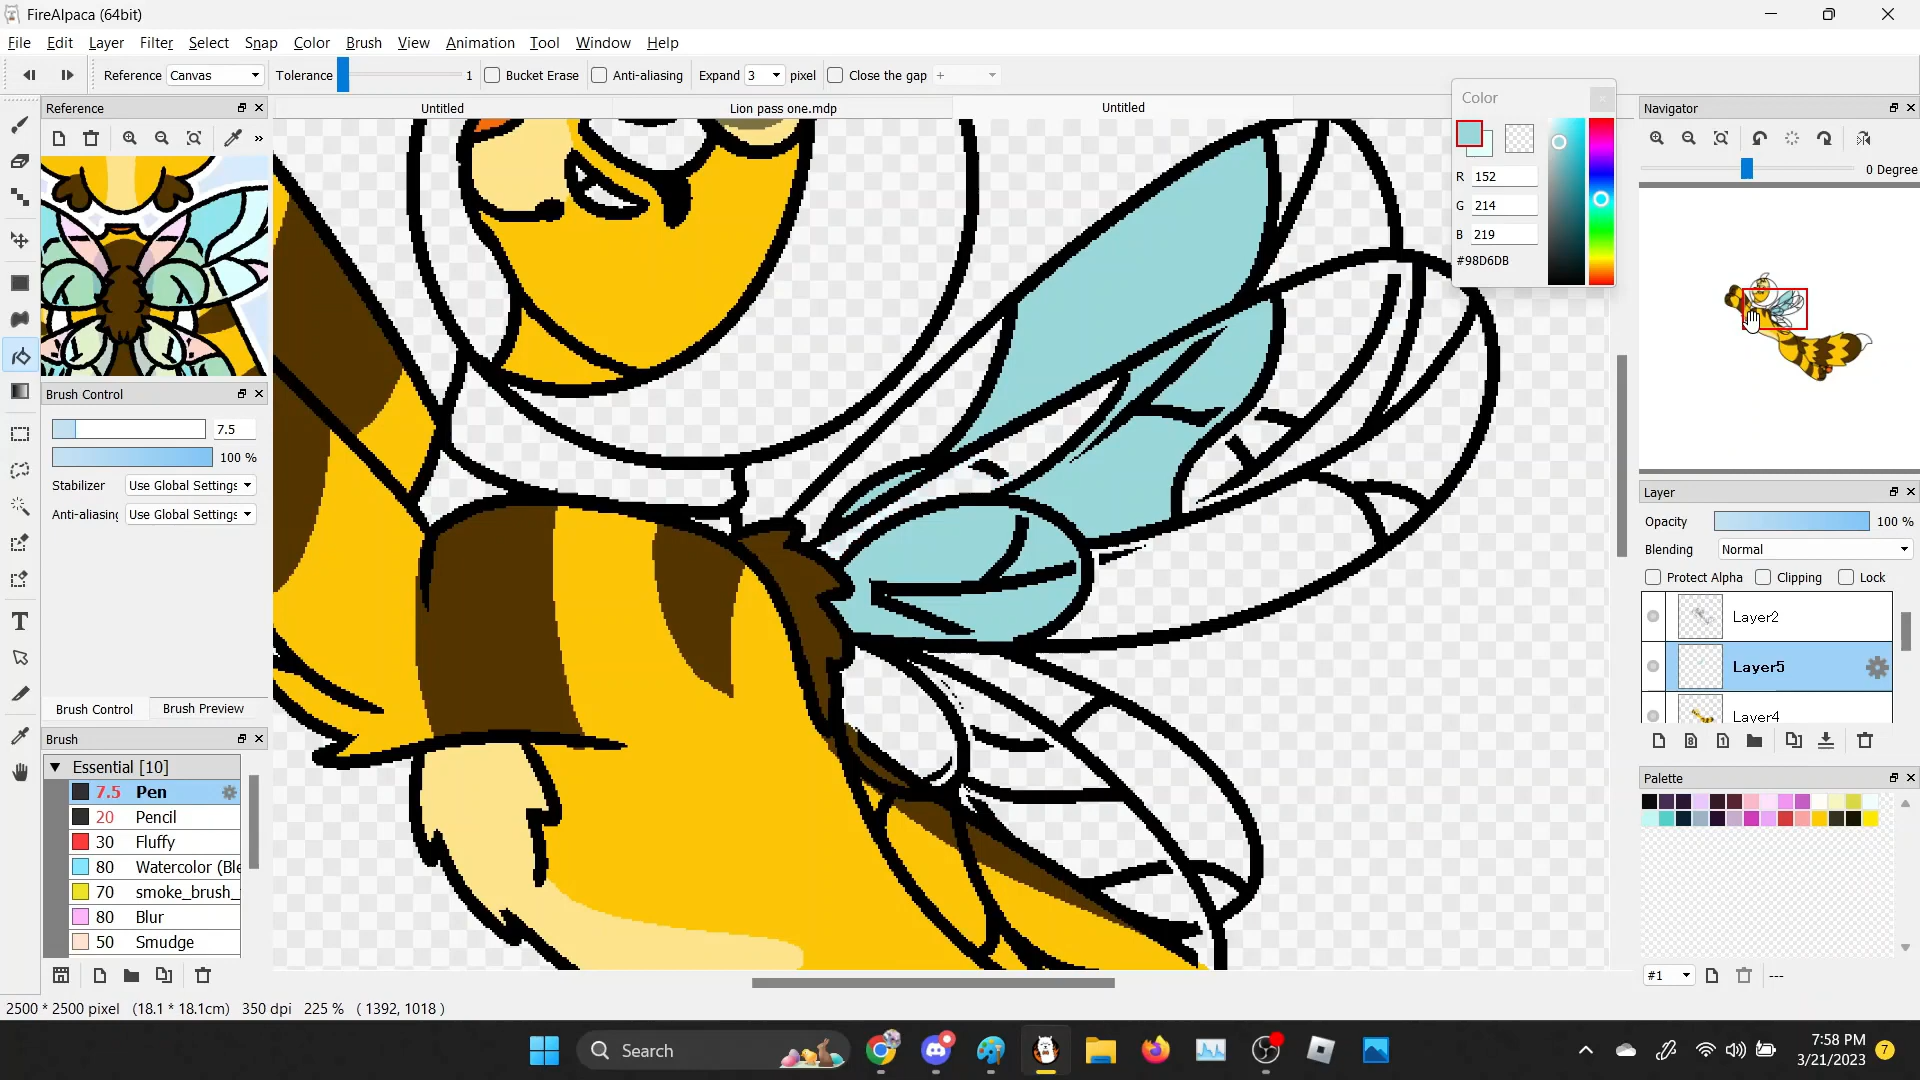 FireAlpaca (64bit)
File Edit Layer Filter Select Snap Color Brush View Animation Tool Window Help
Reference Canvas Tolerance 1 Bucket Erase Anti-aliasing Expand 3 pixel Close the gap +
Reference
Untitled
Lion pass one.mdp
Untitled
Color
R 152
G 214
B 219
#98D6DB
Navigator
0 Degree
Brush Control
7.5
100 %
Stabilizer Use Global Settings
Anti-aliasing Use Global Settings
Brush Control Brush Preview
Brush
Essential [10]
7.5 Pen
20 Pencil
30 Fluffy
80 Watercolor (Ble
70 smoke_brush_
80 Blur
50 Smudge
Layer
Opacity 100 %
Blending Normal
Protect Alpha Clipping Lock
Layer2
Layer5
Layer4
Palette
#1 ---
2500 * 2500 pixel (18.1 * 18.1cm) 350 dpi 225 % ( 1392, 1018 )
Search
7:58 PM
3/21/2023
7